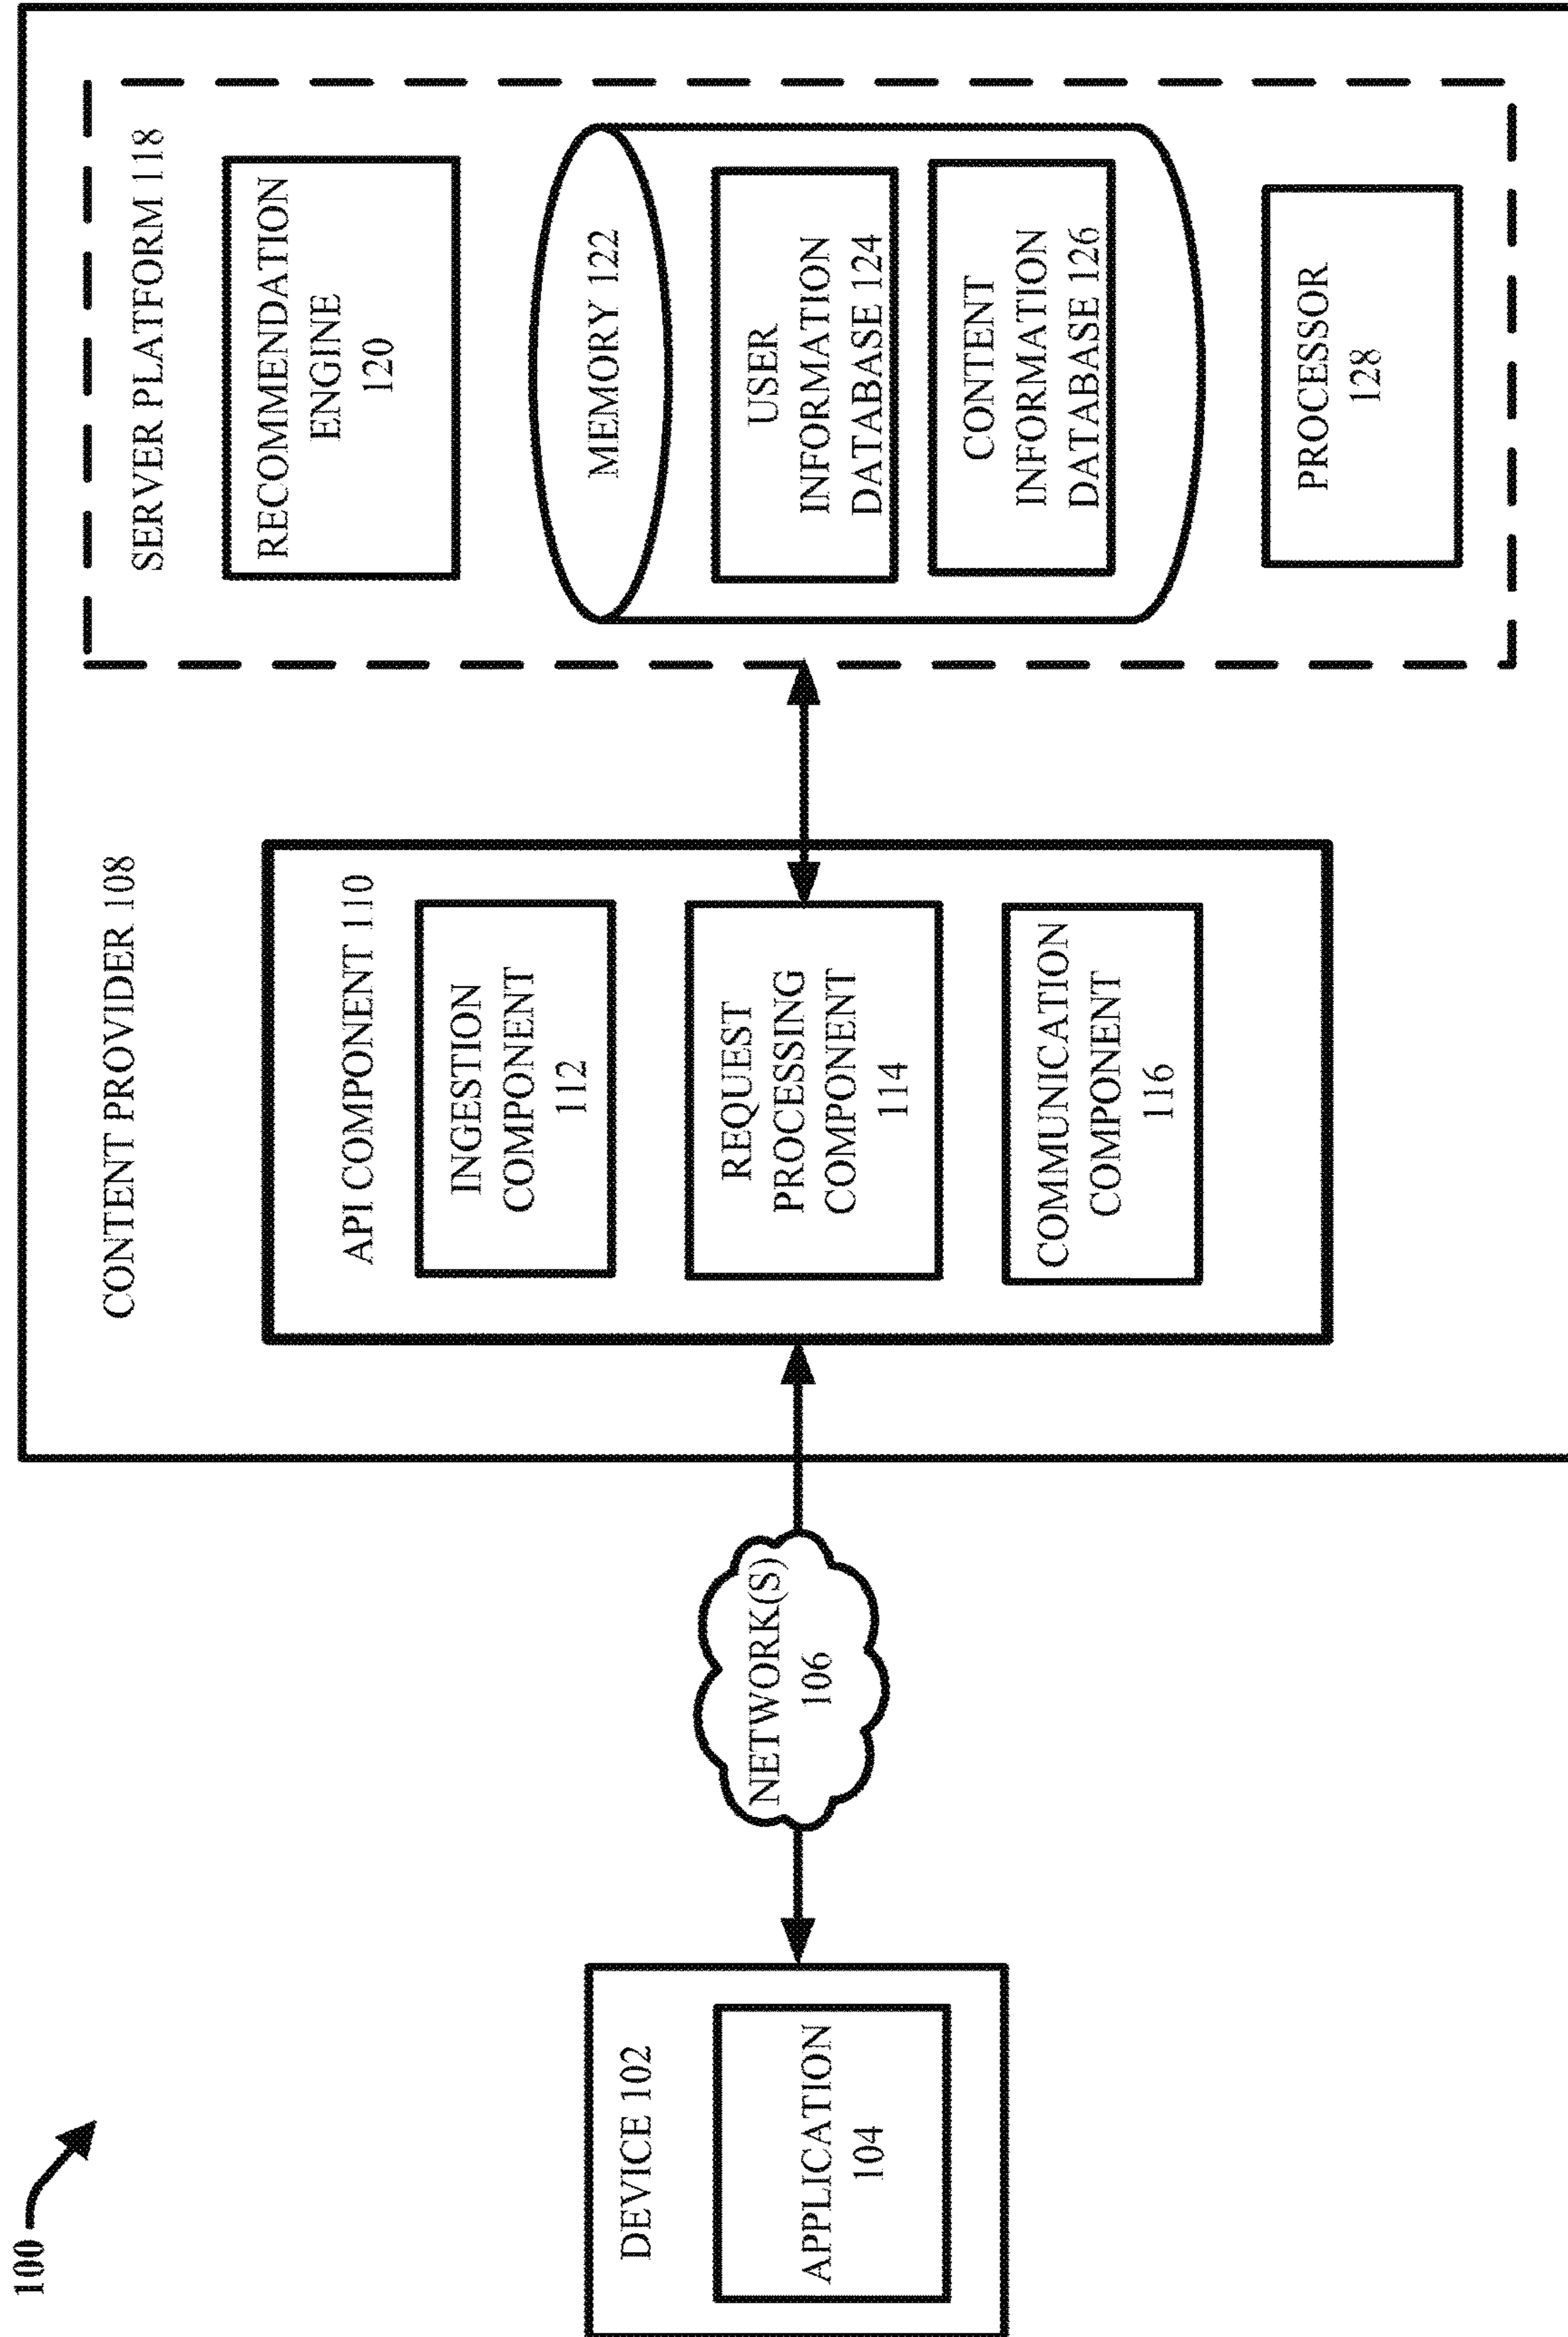 100
DEVICE 102
APPLICATION
104
NETWORK(S)
106
CONTENT PROVIDER 108
API COMPONENT 110
INGESTION
COMPONENT
112
REQUEST
PROCESSING
COMPONENT
114
COMMUNICATION
COMPONENT
116
SERVER PLATFORM 118
RECOMMENDATION
ENGINE
120
MEMORY 122
USER
INFORMATION
DATABASE 124
CONTENT
INFORMATION
DATABASE 126
PROCESSOR
128